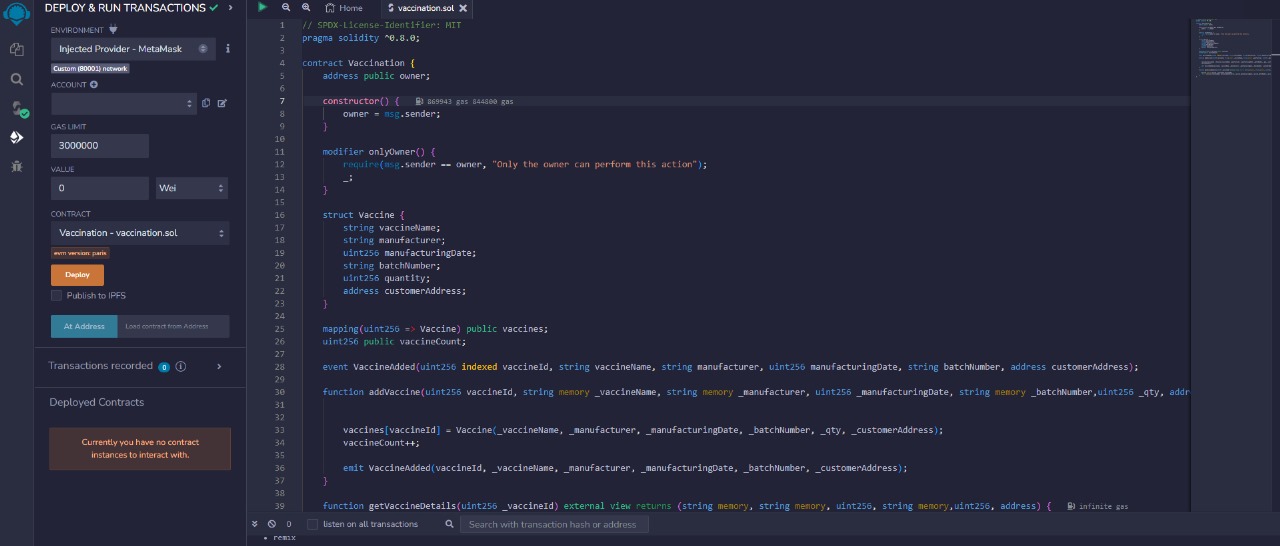 DEPLOY & RUN TRANSACTIONS
ENVIRONMENT
Injected Provider - MetaMask
Custom (80001) network
ACCOUNT
GAS LIMIT
3000000
VALUE
0 Wei
CONTRACT
Vaccination - vaccination.sol
evm version: paris
Deploy
Publish to IPFS
At Address Load contract from Address
Transactions recorded 0
Deployed Contracts
Currently you have no contract
instances to interact with.
Home vaccination.sol
1 // SPDX-License-Identifier: MIT
2 pragma solidity ^0.8.0;
3
4 contract Vaccination {
5 address public owner;
6
7 constructor() { 869943 gas 844800 gas
8 owner = msg.sender;
9 }
10
11 modifier onlyOwner() {
12 require(msg.sender == owner, "Only the owner can perform this action");
13 _;
14 }
15
16 struct Vaccine {
17 string vaccineName;
18 string manufacturer;
19 uint256 manufacturingDate;
20 string batchNumber;
21 uint256 quantity;
22 address customerAddress;
23 }
24
25 mapping(uint256 => Vaccine) public vaccines;
26 uint256 public vaccineCount;
27
28 event VaccineAdded(uint256 indexed vaccineId, string vaccineName, string manufacturer, uint256 manufacturingDate, string batchNumber, address customerAddress);
29
30 function addVaccine(uint256 vaccineId, string memory _vaccineName, string memory _manufacturer, uint256 _manufacturingDate, string memory _batchNumber,uint256 _qty, addr
31
32
33 vaccines[vaccineId] = Vaccine(_vaccineName, _manufacturer, _manufacturingDate, _batchNumber, _qty, _customerAddress);
34 vaccineCount++;
35
36 emit VaccineAdded(vaccineId, _vaccineName, _manufacturer, _manufacturingDate, _batchNumber, _customerAddress);
37 }
38
39 function getVaccineDetails(uint256 _vaccineId) external view returns (string memory, string memory, uint256, string memory,uint256, address) { infinite gas
0 listen on all transactions Search with transaction hash or address
• remix